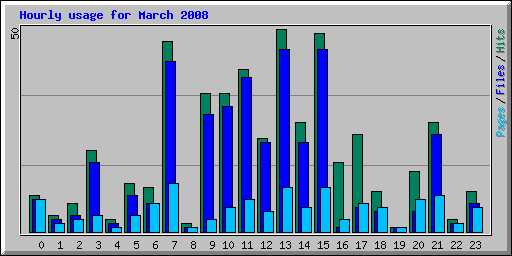 Hourly usage for March 2008
50
Pages / Files / Hits
0 1 2 3 4 5 6 7 8 9 10 11 12 13 14 15 16 17 18 19 20 21 22 23